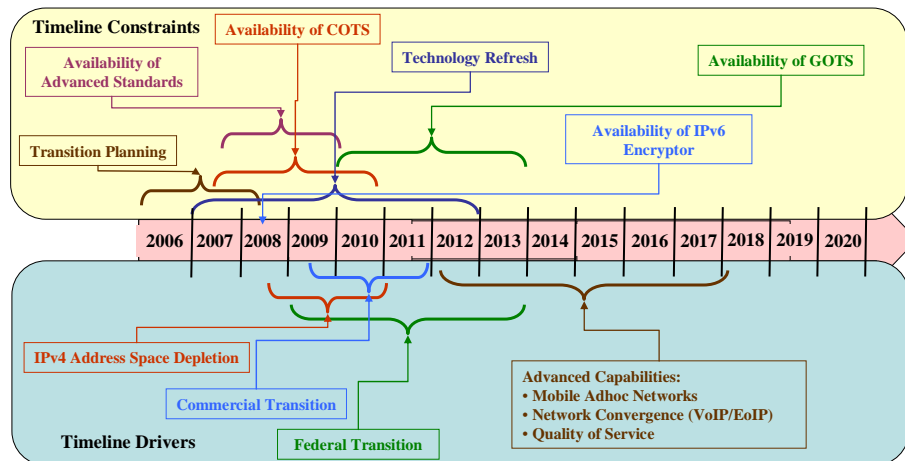 Timeline Constraints
Availability of COTS
Availability of
Advanced Standards
Technology Refresh
Availability of GOTS
Transition Planning
Availability of IPv6
Encryptor
2006 2007 2008 2009 2010 2011 2012 2013 2014 2015 2016 2017 2018 2019 2020
IPv4 Address Space Depletion
Commercial Transition
Federal Transition
Advanced Capabilities:
• Mobile Adhoc Networks
• Network Convergence (VoIP/EoIP)
• Quality of Service
Timeline Drivers